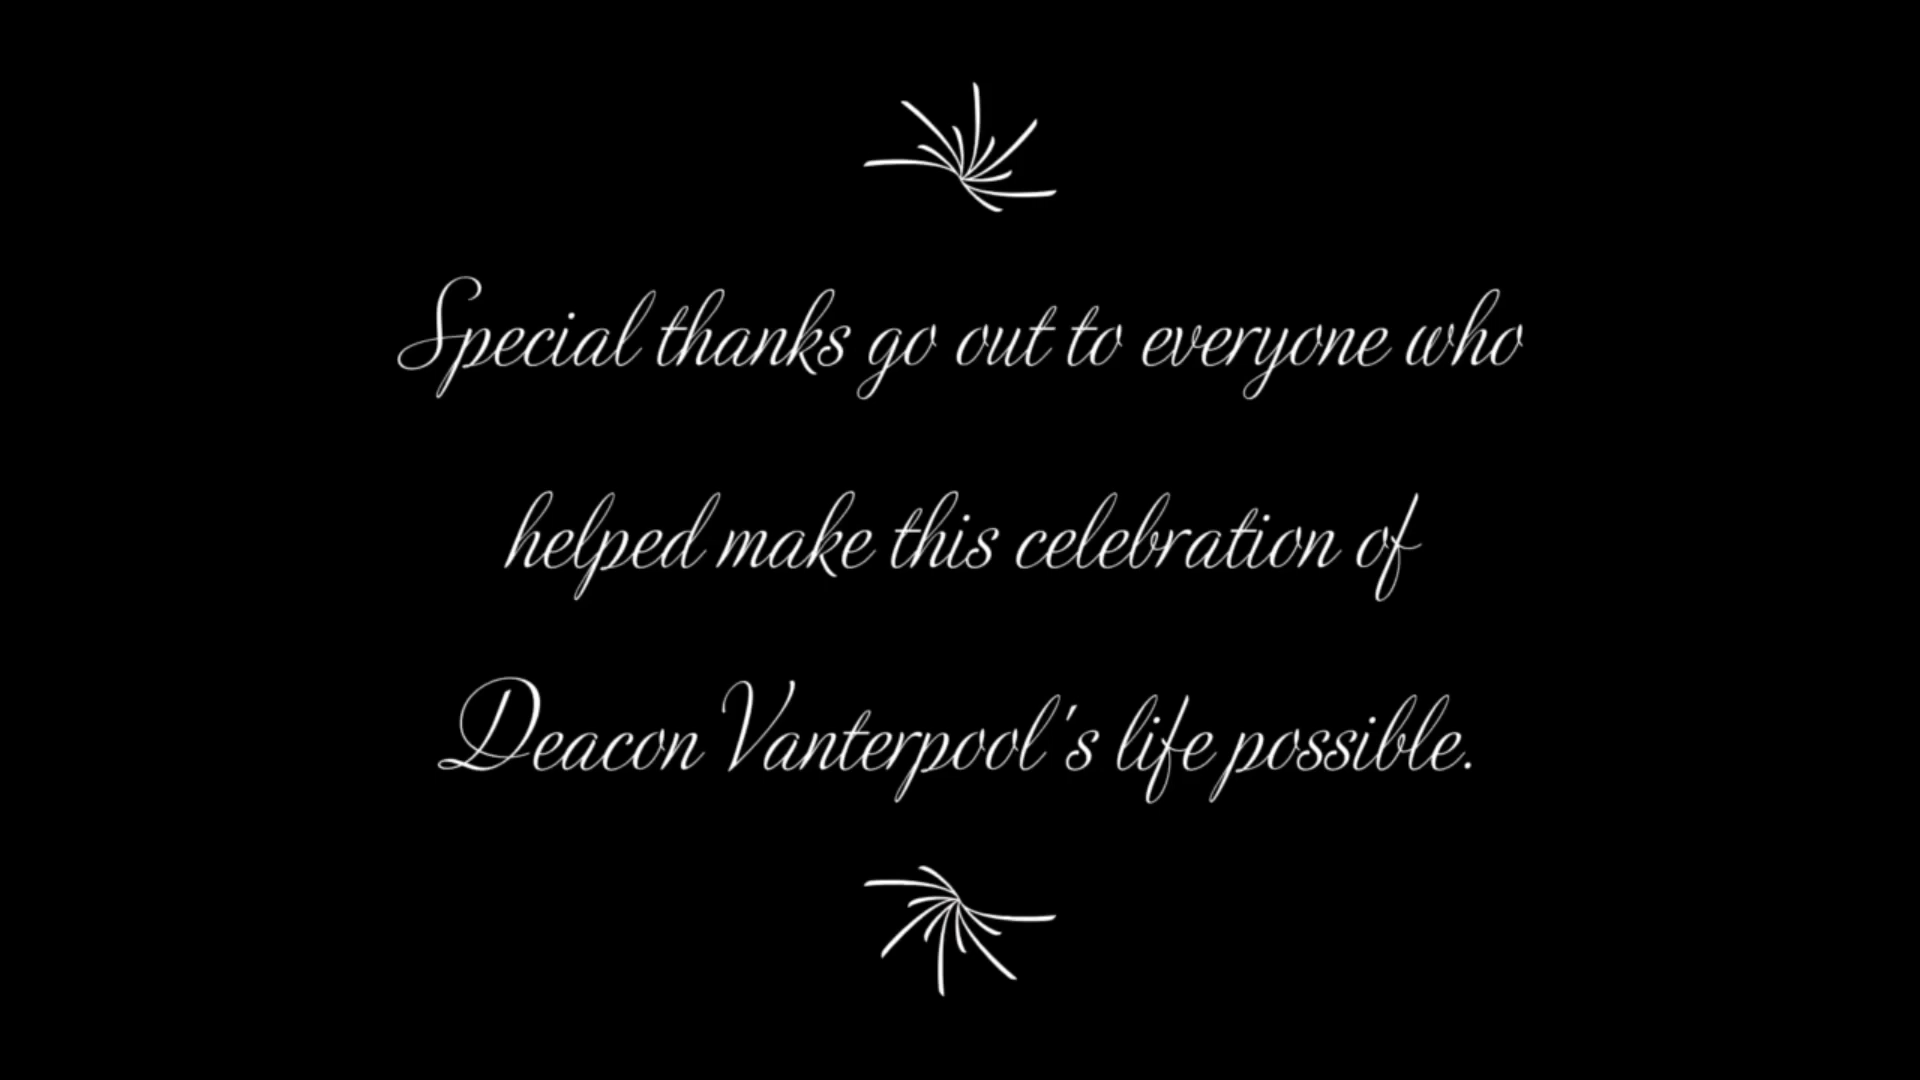 Special thanks go out to everyone who
helped make this celebration of
Deacon Vanterpool's life possible.